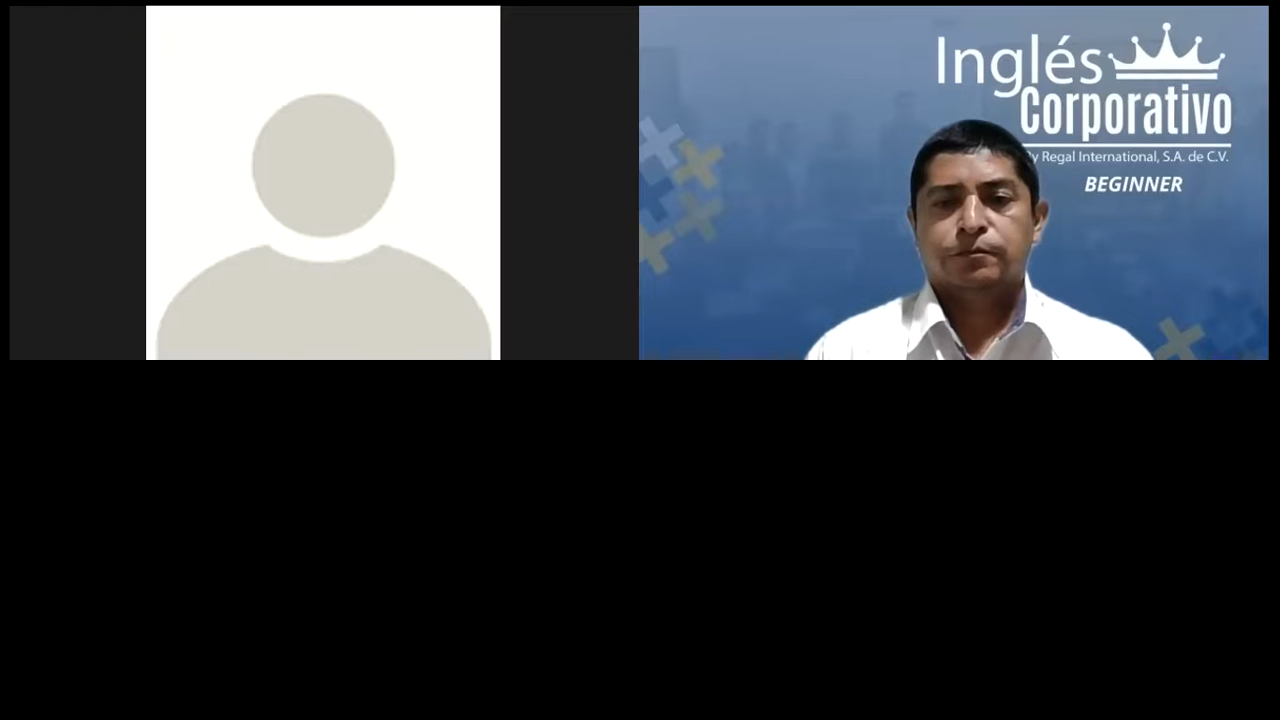 Inglés
Corporativo
y Regal International, S.A. de C.V.
BEGINNER